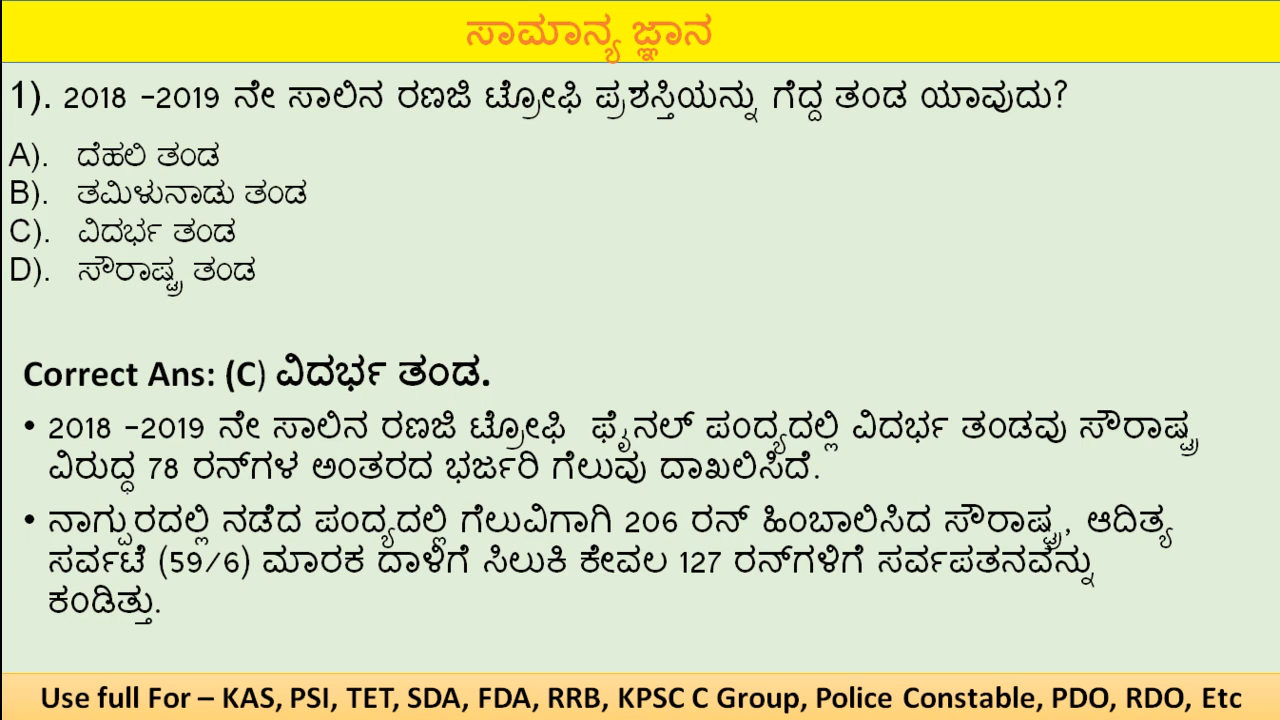 ಸಾಮಾನ್ಯ ಜ್ಞಾನ
1). 2018 -2019 ನೇ ಸಾಲಿನ ರಣಜಿ ಟ್ರೋಫಿ ಪ್ರಶಸ್ತಿಯನ್ನು ಗೆದ್ದ ತಂಡ ಯಾವುದು?
A). ದೆಹಲಿ ತಂಡ
B). ತಮಿಳುನಾಡು ತಂಡ
C). ವಿದರ್ಭ ತಂಡ
D). ಸೌರಾಷ್ಟ್ರ ತಂಡ
Correct Ans: (C) ವಿದರ್ಭ ತಂಡ.
• 2018 -2019 ನೇ ಸಾಲಿನ ರಣಜಿ ಟ್ರೋಫಿ ಫೈನಲ್ ಪಂದ್ಯದಲ್ಲಿ ವಿದರ್ಭ ತಂಡವು ಸೌರಾಷ್ಟ್ರ
ವಿರುದ್ಧ 78 ರನ್‌ಗಳ ಅಂತರದ ಭರ್ಜರಿ ಗೆಲುವು ದಾಖಲಿಸಿದೆ.
• ನಾಗ್ಪುರದಲ್ಲಿ ನಡೆದ ಪಂದ್ಯದಲ್ಲಿ ಗೆಲುವಿಗಾಗಿ 206 ರನ್ ಹಿಂಬಾಲಿಸಿದ ಸೌರಾಷ್ಟ್ರ, ಆದಿತ್ಯ
ಸರ್ವಟೆ (59/6) ಮಾರಕ ದಾಳಿಗೆ ಸಿಲುಕಿ ಕೇವಲ 127 ರನ್‌ಗಳಿಗೆ ಸರ್ವಪತನವನ್ನು
ಕಂಡಿತ್ತು.
Use full For – KAS, PSI, TET, SDA, FDA, RRB, KPSC C Group, Police Constable, PDO, RDO, Etc